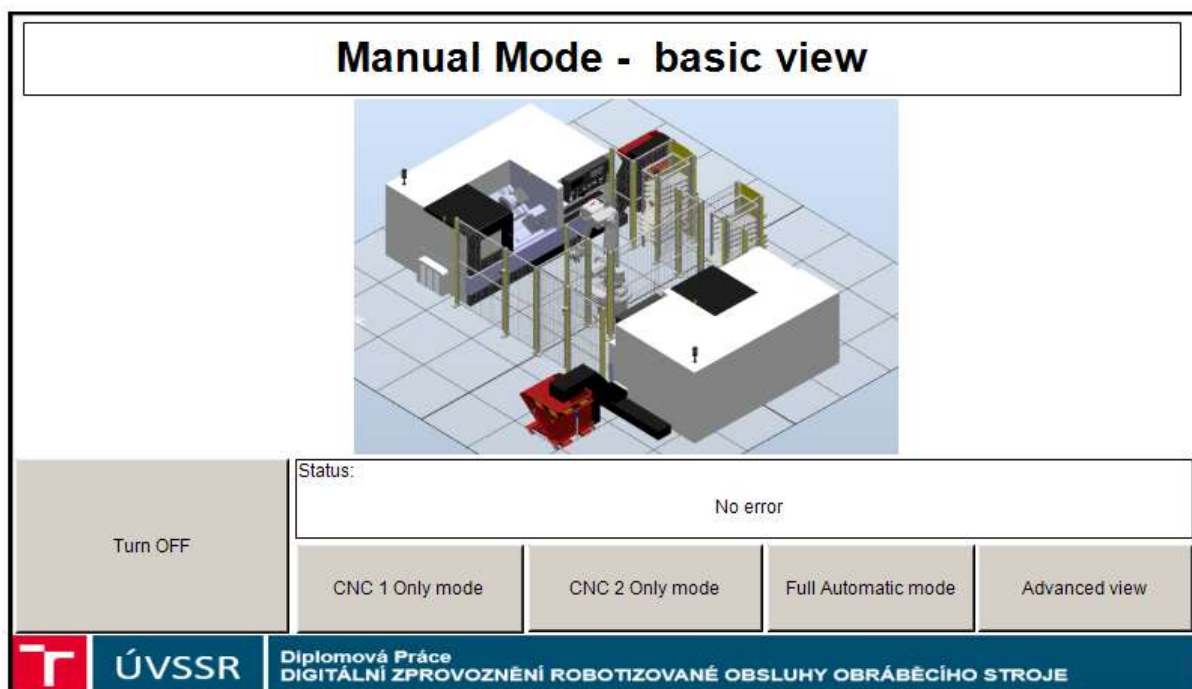 Manual Mode - basic view
Status:
No error
Turn OFF
CNC 1 Only mode
CNC 2 Only mode
Full Automatic mode
Advanced view
ÚVSSR
Diplomová Práce
DIGITÁLNÍ ZPROVOZNĚNÍ ROBOTIZOVANÉ OBSLUHY OBRÁBĚCÍHO STROJE